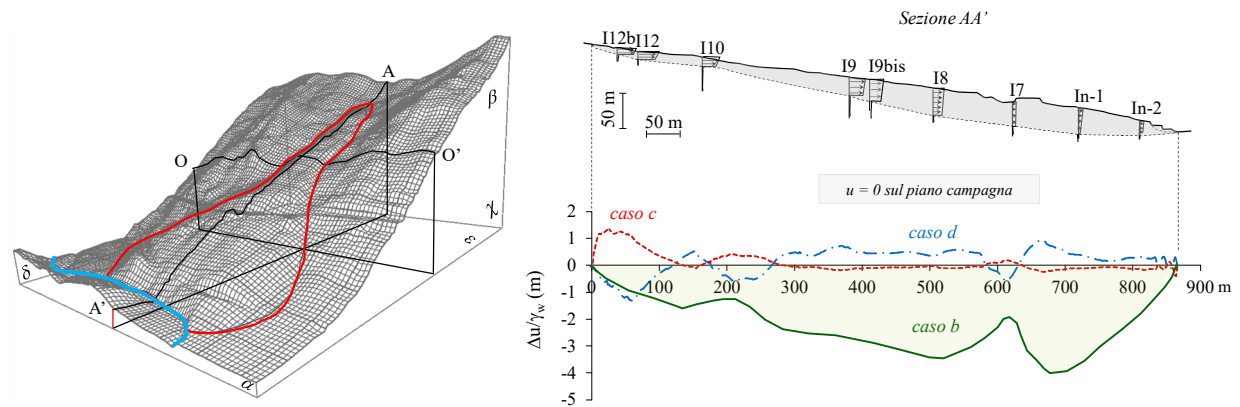 A
β
O
O'
χ
ε
δ
A'
α
Sezione AA'
I12b I12 I10
I9 I9bis
I8
I7
In-1
In-2
50 m
50 m
u = 0 sul piano campagna
2
1
0
-1
-2
-3
-4
-5
Δu/γw (m)
caso c
caso d
caso b
0 100 200 300 400 500 600 700 800 900 m